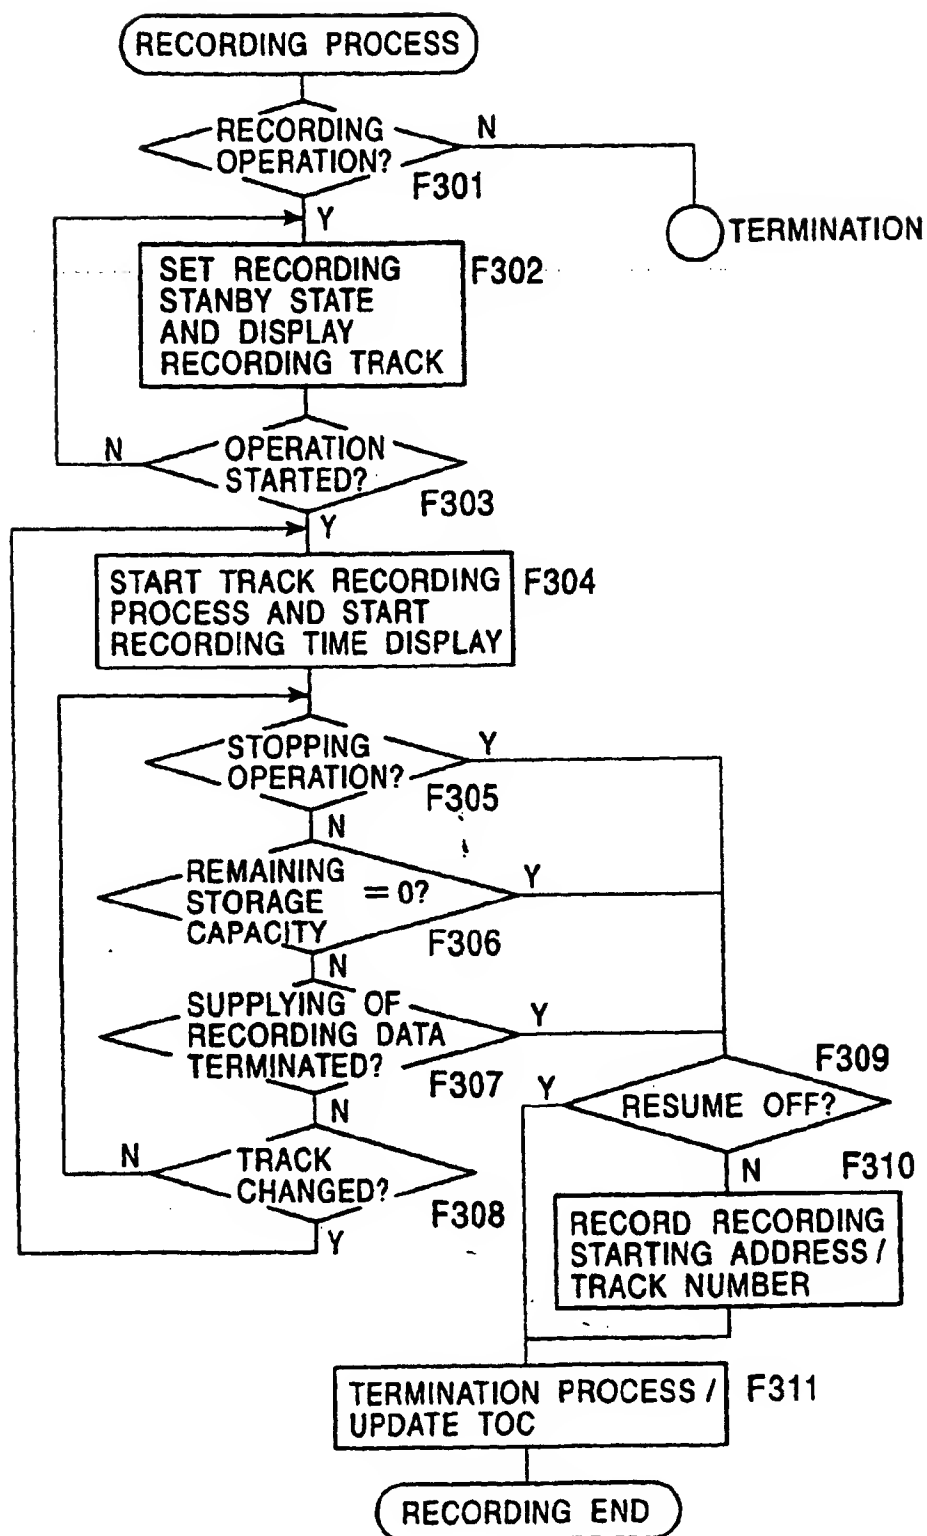 RECORDING PROCESS
RECORDING
OPERATION?
N
F301
Y
TERMINATION
SET RECORDING
STANBY STATE
AND DISPLAY
RECORDING TRACK
F302
N
OPERATION
STARTED?
F303
Y
START TRACK RECORDING
PROCESS AND START
RECORDING TIME DISPLAY
F304
STOPPING
OPERATION?
Y
F305
N
REMAINING
STORAGE
CAPACITY
= 0?
Y
F306
N
SUPPLYING OF
RECORDING DATA
TERMINATED?
Y
F307
N
TRACK
CHANGED?
N
F308
Y
F309
Y
RESUME OFF?
N
F310
RECORD RECORDING
STARTING ADDRESS /
TRACK NUMBER
TERMINATION PROCESS /
UPDATE TOC
F311
RECORDING END